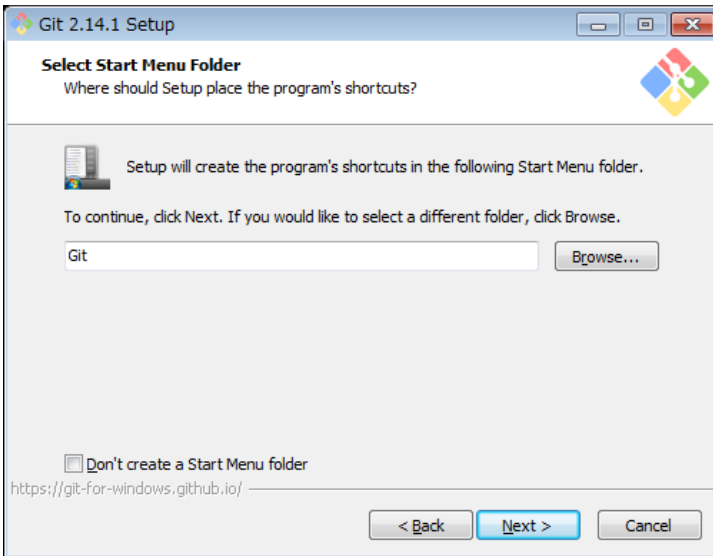 Git 2.14.1 Setup
Select Start Menu Folder
Where should Setup place the program's shortcuts?
Setup will create the program's shortcuts in the following Start Menu folder.
To continue, click Next. If you would like to select a different folder, click Browse.
Git
Browse...
Don't create a Start Menu folder
https://git-for-windows.github.io/
< Back
Next >
Cancel